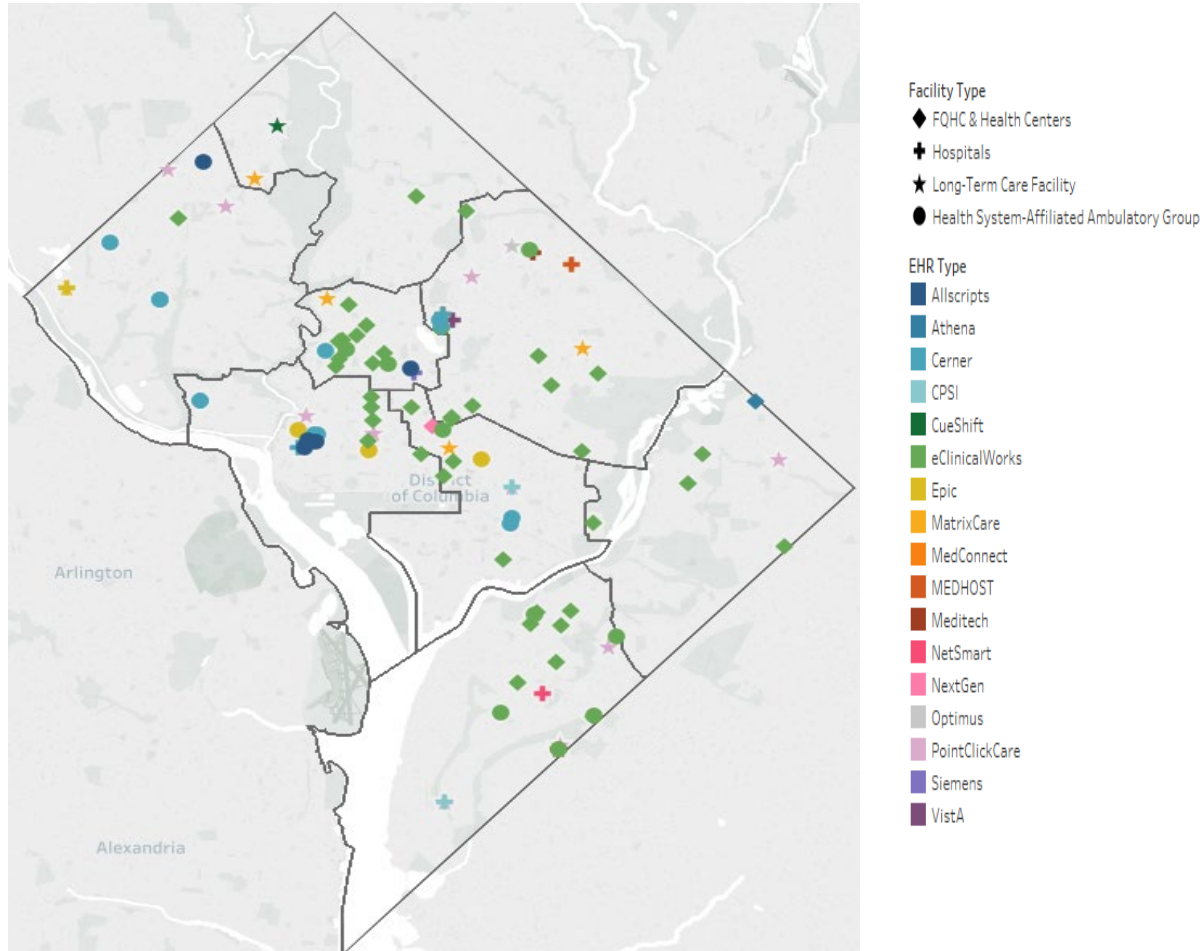 Facility Type
FQHC & Health Centers
Hospitals
Long-Term Care Facility
Health System-Affiliated Ambulatory Group
EHR Type
Allscripts
Athena
Cerner
CPSI
CueShift
eClinicalWorks
Epic
MatrixCare
MedConnect
MEDHOST
Meditech
NetSmart
NextGen
Optimus
PointClickCare
Siemens
VistA
District
of Columbia
Arlington
Alexandria